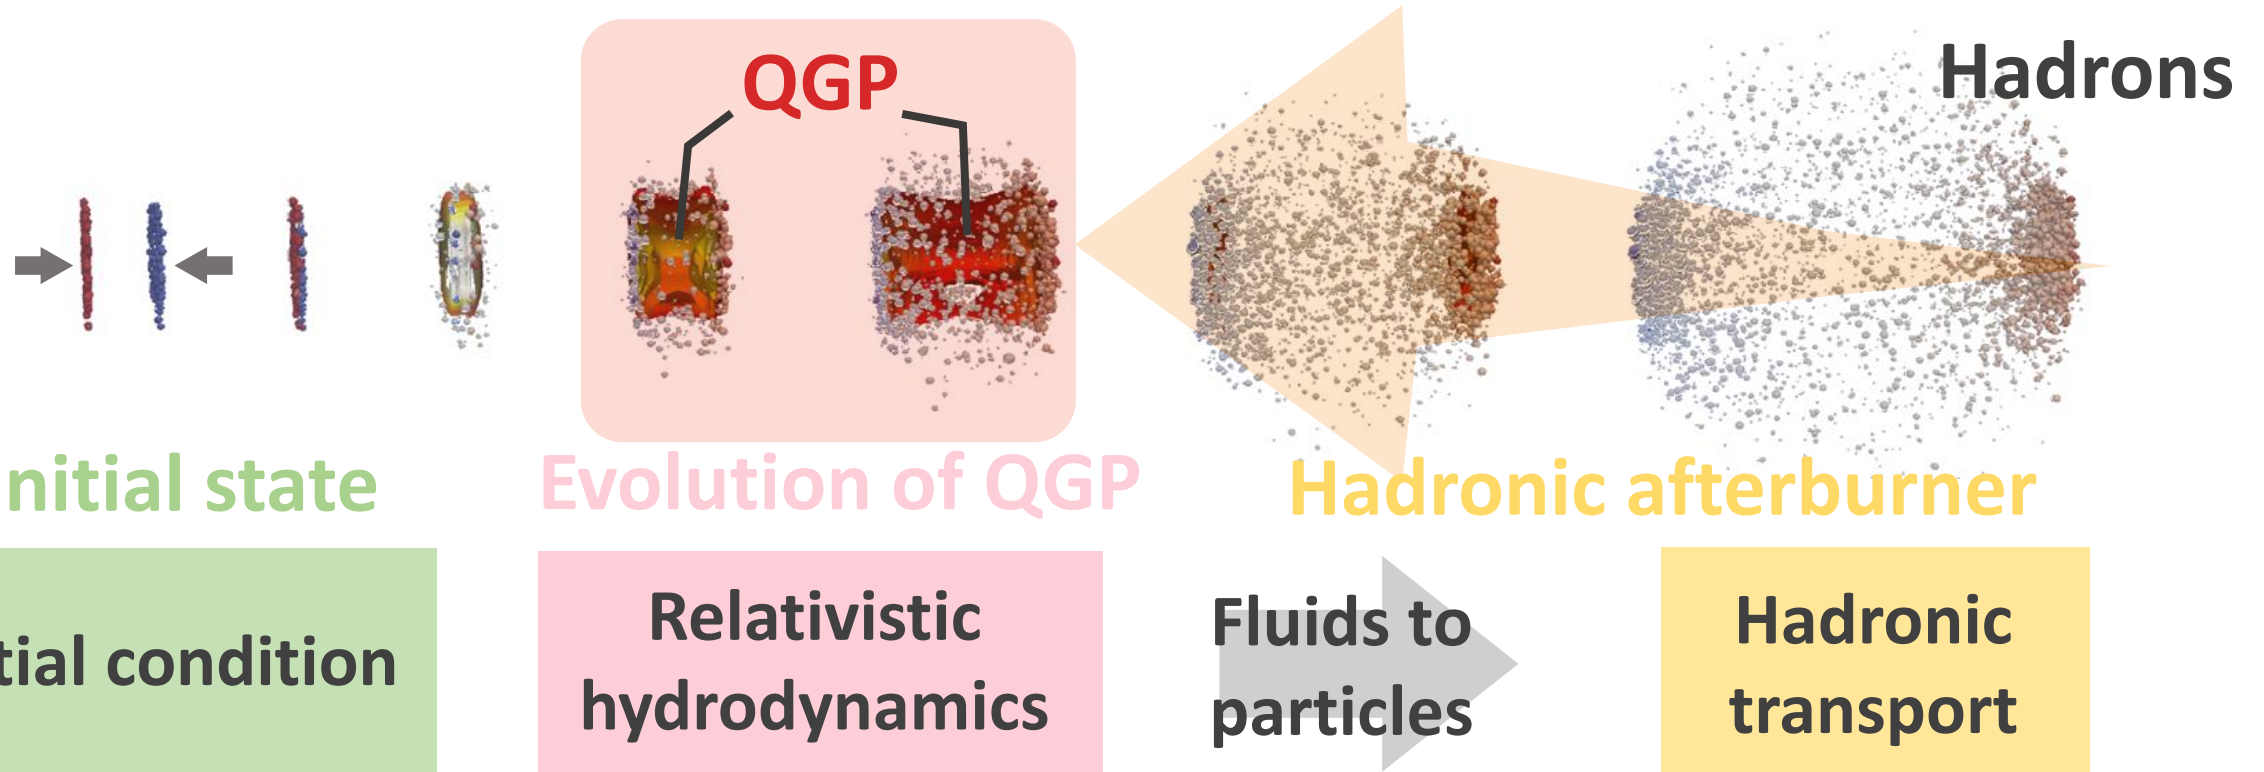 QGP
Hadrons
nitial state
Evolution of QGP
Hadronic afterburner
tial condition
Relativistic
hydrodynamics
Fluids to
particles
Hadronic
transport